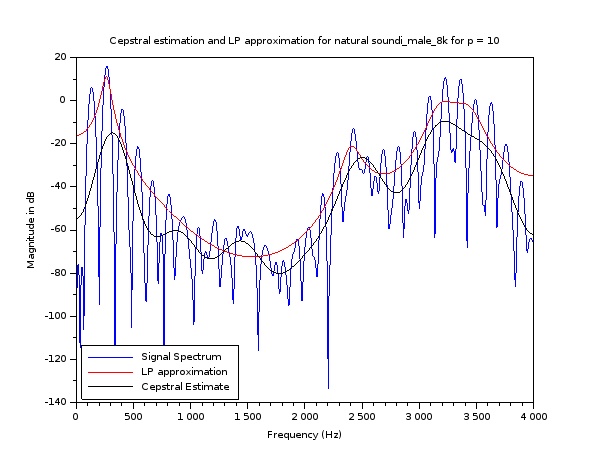 Cepstral estimation and LP approximation for natural soundi_male_8k for p = 10
20
0
-20
-40
-60
-80
-100
-120
-140
Magnitude in dB
Signal Spectrum
LP approximation
Cepstral Estimate
0 500 1 000 1 500 2 000 2 500 3 000 3 500 4 000
Frequency (Hz)